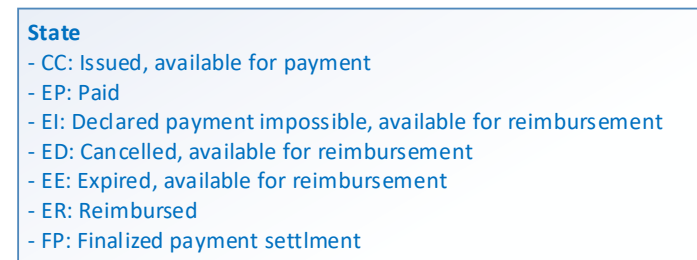 State
- CC: Issued, available for payment
- EP: Paid
- EI: Declared payment impossible, available for reimbursement
- ED: Cancelled, available for reimbursement
- EE: Expired, available for reimbursement
- ER: Reimbursed
- FP: Finalized payment settlment